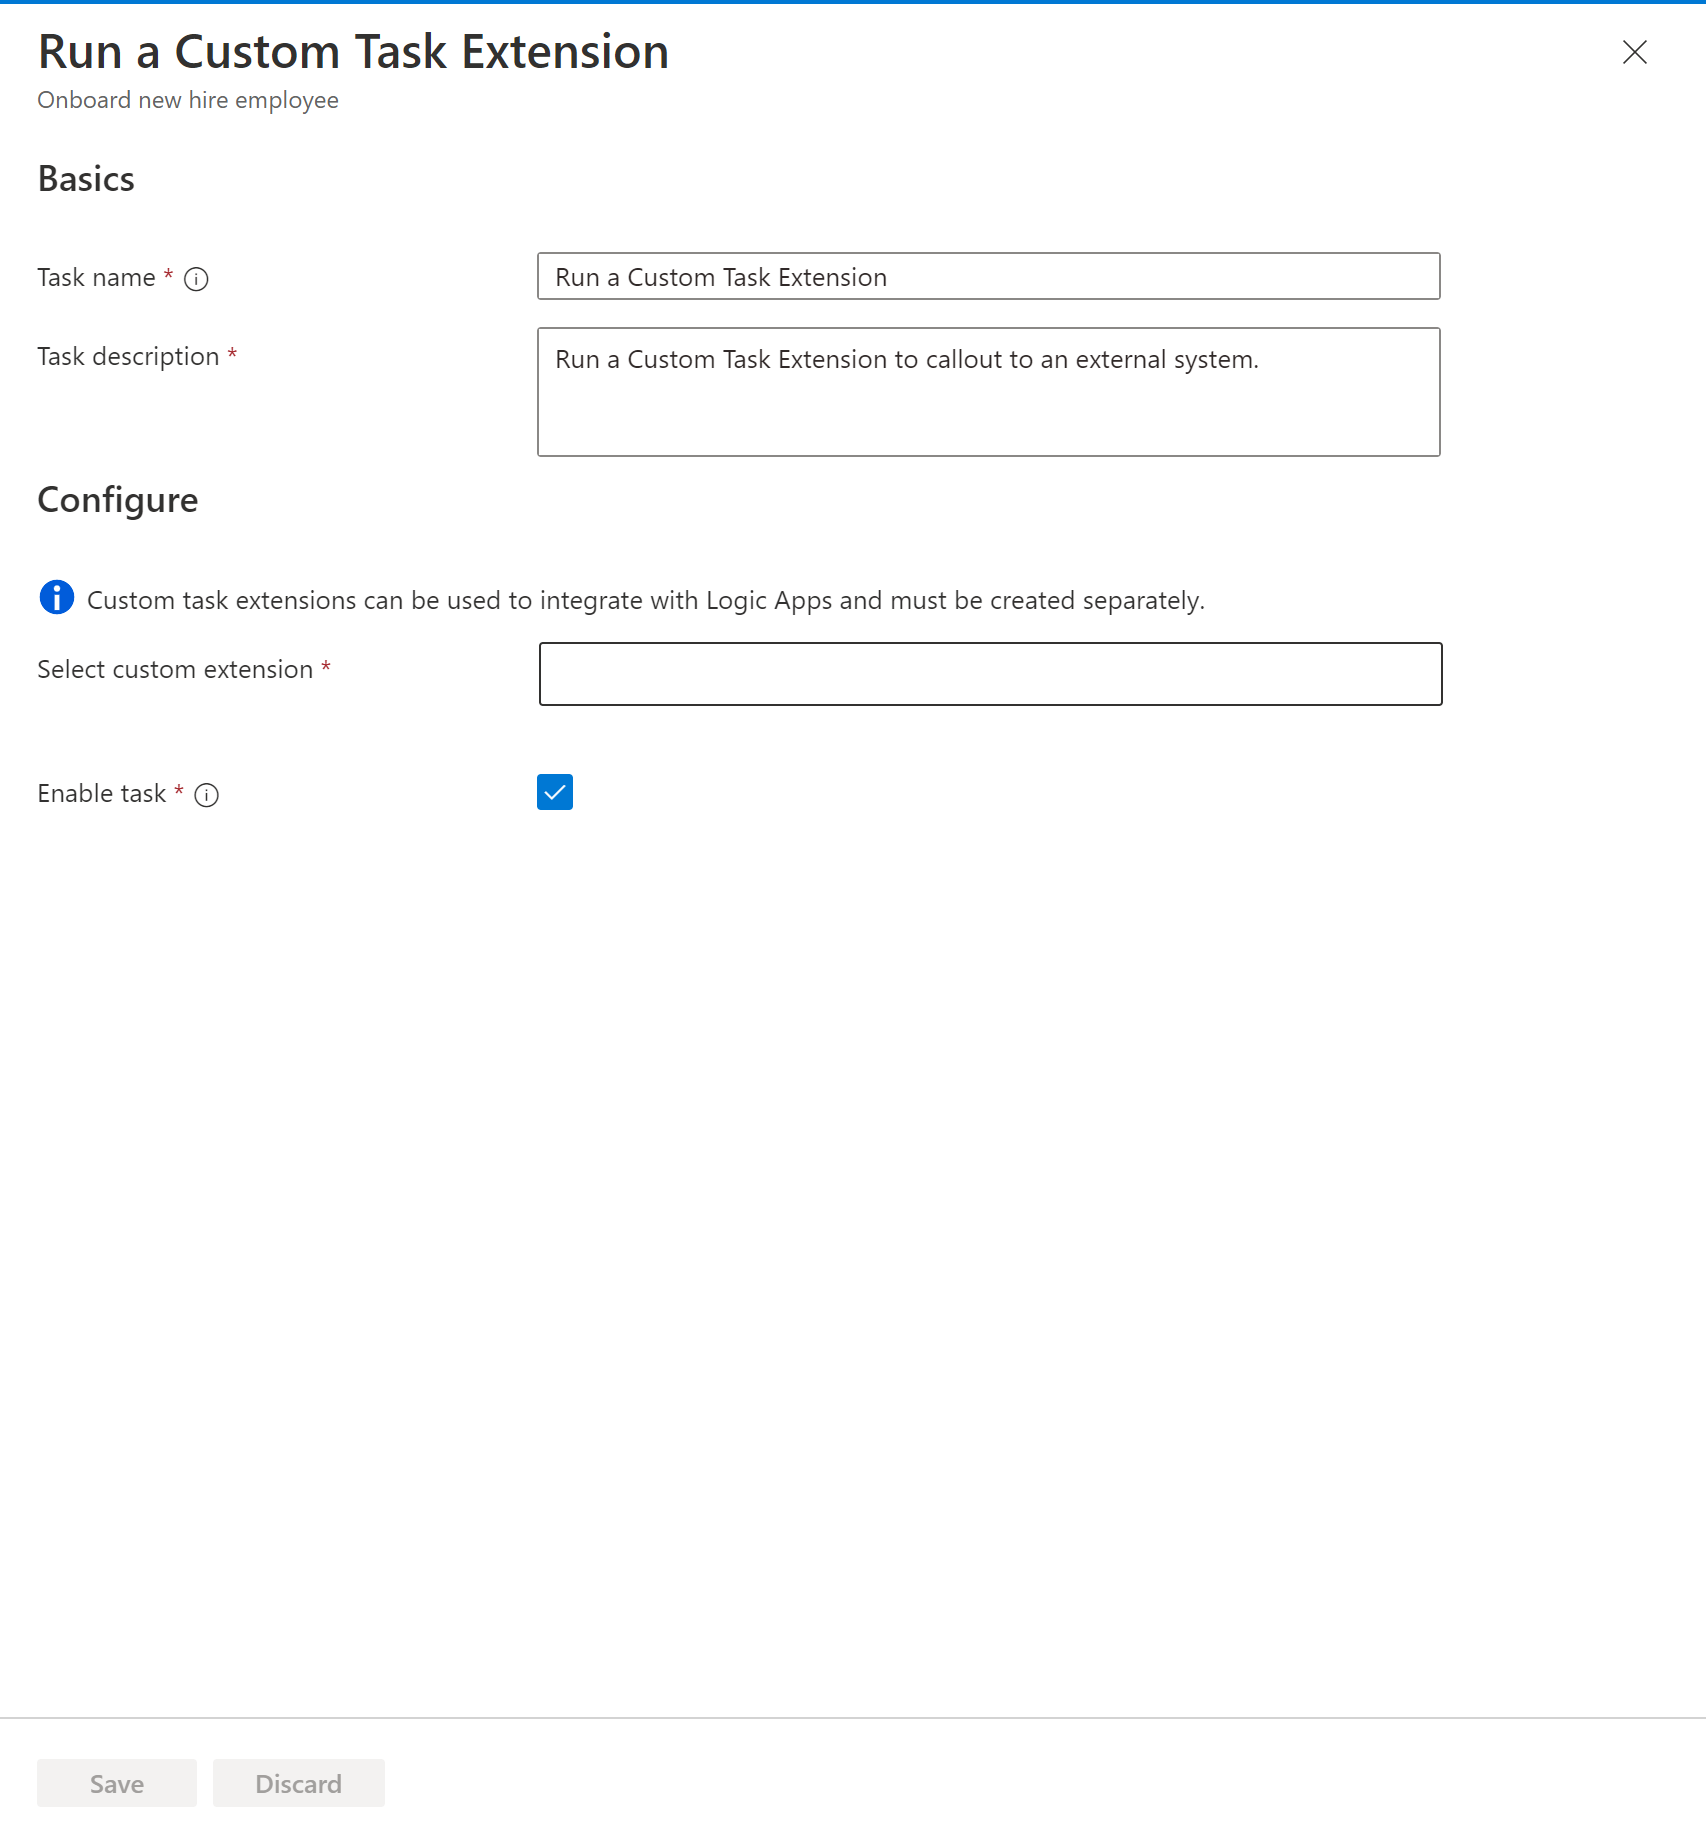 Run a Custom Task Extension
Onboard new hire employee
Basics
Task name *
Run a Custom Task Extension
Task description *
Run a Custom Task Extension to callout to an external system.
Configure
Custom task extensions can be used to integrate with Logic Apps and must be created separately.
Select custom extension *
Enable task *
Save
Discard